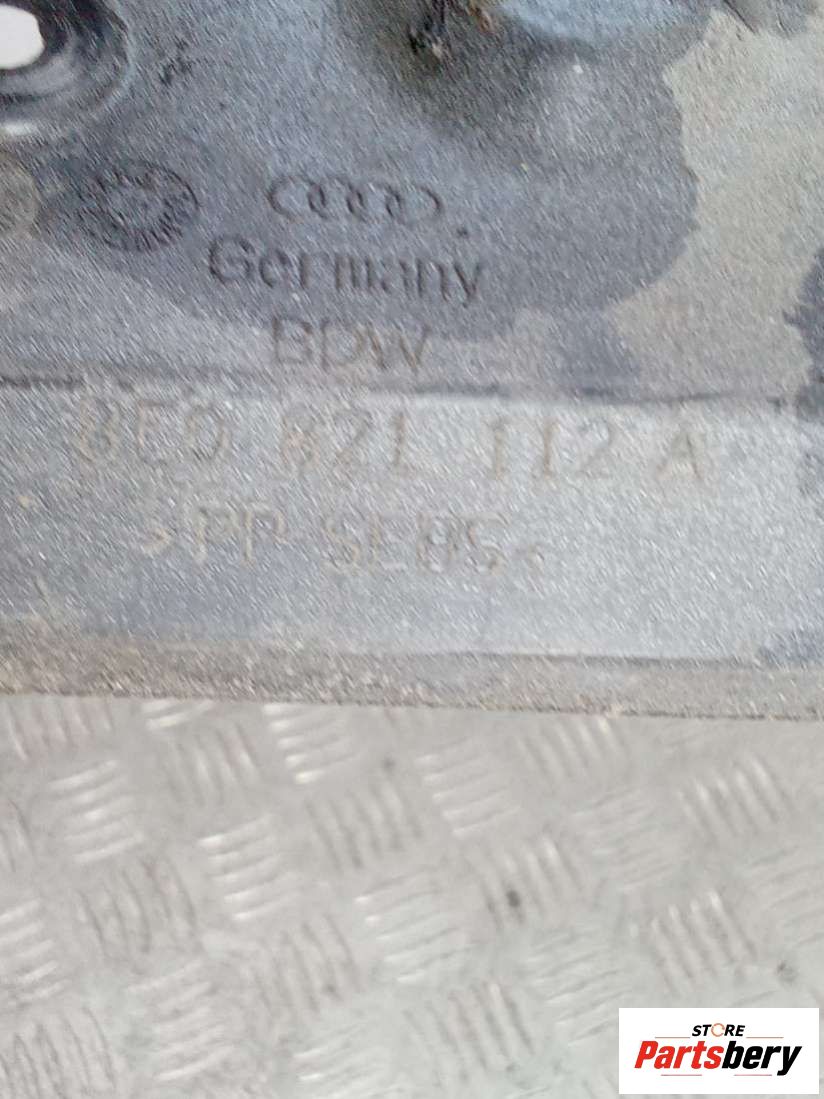 Germany
BDW
8E0 821 112 A
>PP-SEBS<
STORE
Partsbery